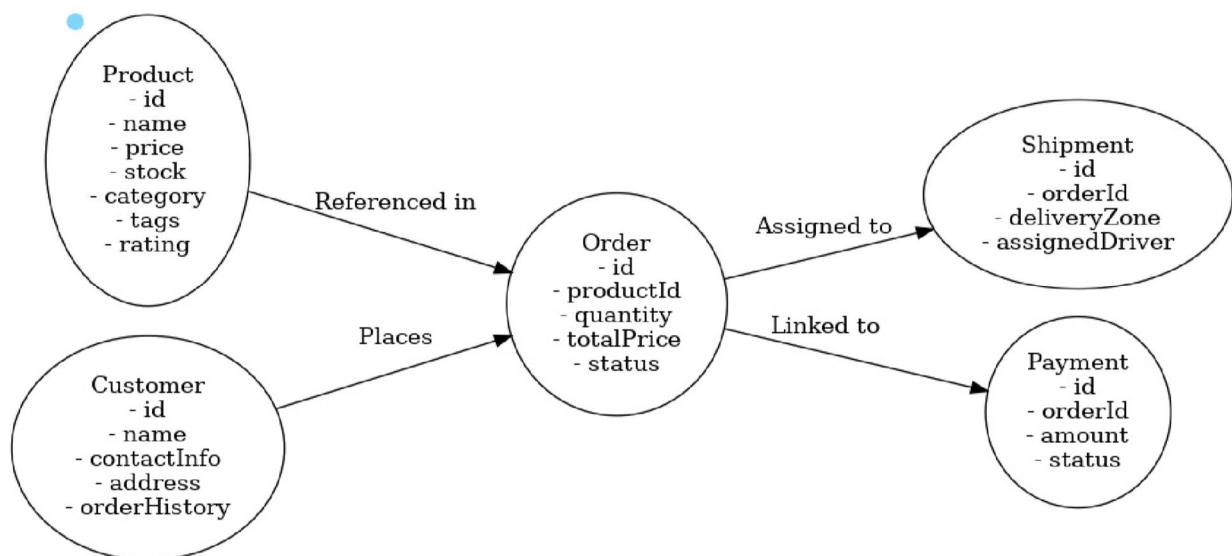 Product
- id
- name
- price
- stock
- category
- tags
- rating
Referenced in
Customer
- id
- name
- contactInfo
- address
- orderHistory
Places
Order
- id
- productId
- quantity
- totalPrice
- status
Assigned to
Shipment
- id
- orderId
- deliveryZone
- assignedDriver
Linked to
Payment
- id
- orderId
- amount
- status